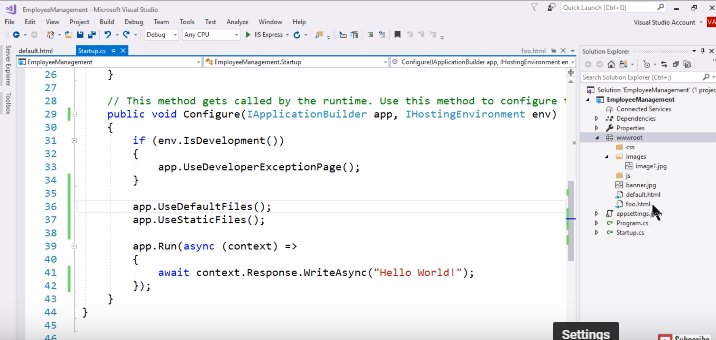 EmployeeManagement - Microsoft Visual Studio
Quick Launch (Ctrl+Q)
File Edit View Project Build Debug Team Tools Test Analyze Window Help
Visual Studio Account
Debug Any CPU IIS Express
Server Explorer
Toolbox
default.html Startup.cs foo.html
EmployeeManagement EmployeeManagement.Startup Configure(IApplicationBuilder app, IHostingEnvironment en
26 }
27
28 // This method gets called by the runtime. Use this method to configure
29 public void Configure(IApplicationBuilder app, IHostingEnvironment env)
30 {
31 if (env.IsDevelopment())
32 {
33 app.UseDeveloperExceptionPage();
34 }
35
36 app.UseDefaultFiles();
37 app.UseStaticFiles();
38
39 app.Run(async (context) =>
40 {
41 await context.Response.WriteAsync("Hello World!");
42 });
43 }
44 }
45
46
Solution Explorer
Search Solution Explorer (Ctrl+;)
Solution 'EmployeeManagement' (1 projec
EmployeeManagement
Connected Services
Dependencies
Properties
wwwroot
css
images
image1.jpg
js
banner.jpg
default.html
foo.html
appsettings.
Program.cs
Startup.cs
Settings
Subscribe